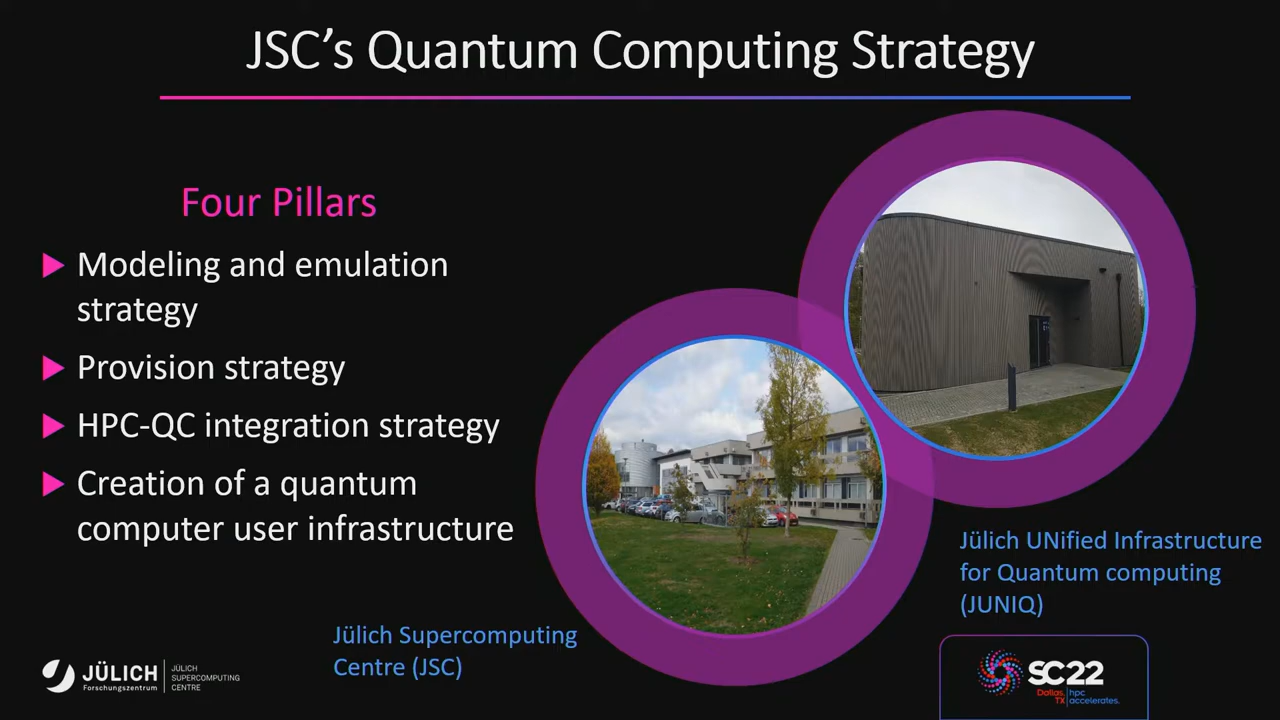 JSC’s Quantum Computing Strategy
Four Pillars
Modeling and emulation
strategy
Provision strategy
HPC-QC integration strategy
Creation of a quantum
computer user infrastructure
Jülich UNified Infrastructure
for Quantum computing
(JUNIQ)
Jülich Supercomputing
Centre (JSC)
JÜLICH
Forschungszentrum
JÜLICH
SUPERCOMPUTING
CENTRE
SC22
Dallas,
TX
hpc
accelerates.